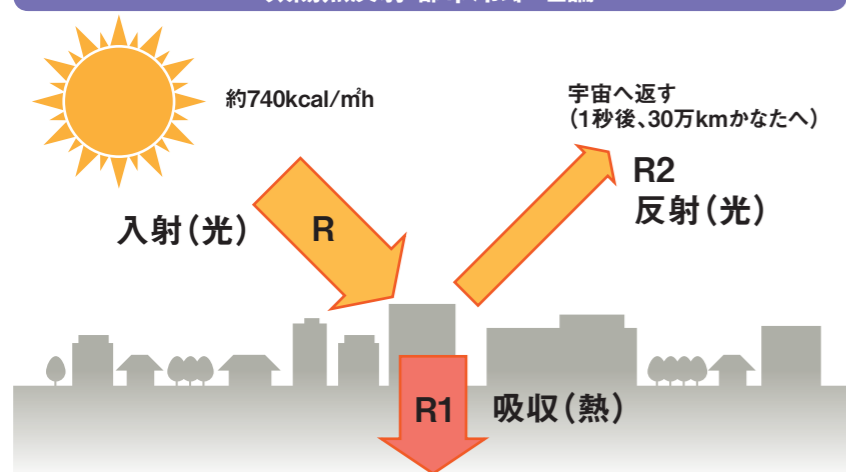 約740kcal/㎡h
宇宙へ返す
(1秒後、30万kmかなたへ)
R2
反射(光)
入射(光)
R
R1
吸収(熱)